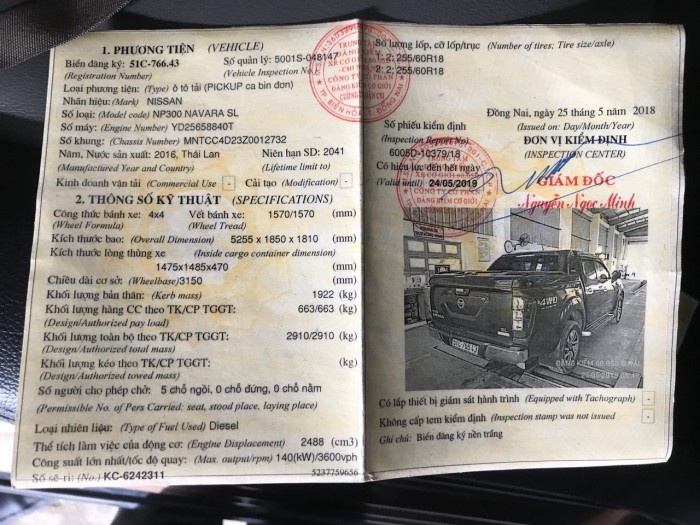 1. PHƯƠNG TIỆN (VEHICLE)
Biển đăng ký: 51C-766.43 Số quản lý: 5001S-048147
(Registration Number) (Vehicle Inspection No.)
Loại phương tiện: (Type) ô tô tải (PICKUP ca bin đơn)
Nhãn hiệu: (Mark) NISSAN
Số loại: (Model code) NP300 NAVARA SL
Số máy: (Engine Number) YD25658840T
Số khung: (Chassis Number) MNTCC4D23Z0012732
Năm, Nước sản xuất: 2016, Thái Lan Niên hạn SD: 2041
(Manufactured Year and Country) (Lifetime limit to)
Kinh doanh vận tải (Commercial Use) - Cải tạo (Modification) -
2. THÔNG SỐ KỸ THUẬT (SPECIFICATIONS)
Công thức bánh xe: 4x4 Vết bánh xe: 1570/1570 (mm)
(Wheel Formula) (Wheel Tread)
Kích thước bao: (Overall Dimension) 5255 x 1850 x 1810 (mm)
Kích thước lòng thùng xe (Inside cargo container dimension)
1475x1485x470 (mm)
Chiều dài cơ sở: (Wheelbase) 3150 (mm)
Khối lượng bản thân: (Kerb mass) 1922 (kg)
Khối lượng hàng CC theo TK/CP TGGT: 663/663 (kg)
(Design/Authorized pay load)
Khối lượng toàn bộ theo TK/CP TGGT: 2910/2910 (kg)
(Design/Authorized total mass)
Khối lượng kéo theo TK/CP TGGT: (kg)
(Design/Authorized towed mass)
Số người cho phép chở: 5 chỗ ngồi, 0 chỗ đứng, 0 chỗ nằm
(Permissible No. of Pers Carried: seat, stood place, laying place)
Loại nhiên liệu: (Type of Fuel Used) Diesel
Thể tích làm việc của động cơ: (Engine Displacement) 2488 (cm3)
Công suất lớn nhất/tốc độ quay: (Max. output/rpm) 140(kW)/3600vph
Số sê-ri: (No.) KC-6242311 5237759656
Số lượng lốp, cỡ lốp/trục (Number of tires; Tire size/axle)
1: 2; 255/60R18
2: 2; 255/60R18
Đồng Nai, ngày 25 tháng 5 năm 2018
Số phiếu kiểm định (Issued on: Day/Month/Year)
(Inspection Report No) ĐƠN VỊ KIỂM ĐỊNH
6005D-10379/18 (INSPECTION CENTER)
Có hiệu lực đến hết ngày
(Valid until) 24/05/2019
GIÁM ĐỐC
Nguyễn Ngọc Minh
Có lắp thiết bị giám sát hành trình (Equipped with Tachograph) -
Không cấp tem kiểm định (Inspection stamp was not issued) -
Ghi chú: Biển đăng ký nền trắng